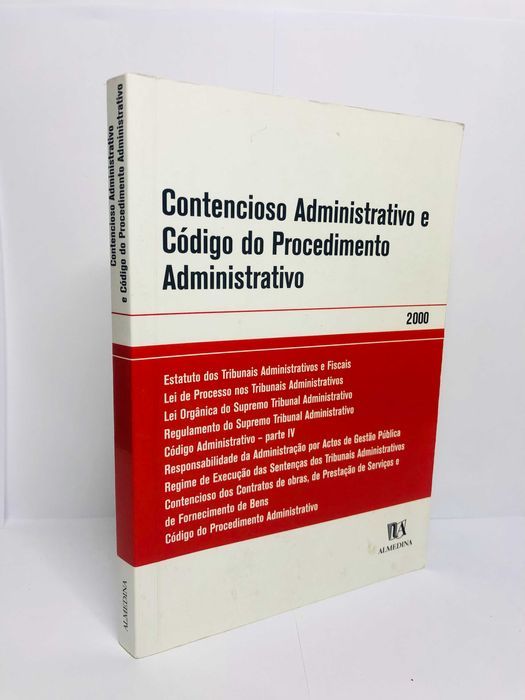 Contencioso Administrativo
e Código do Procedimento Administrativo
ALMEDINA
Contencioso Administrativo e
Código do Procedimento
Administrativo
2000
Estatuto dos Tribunais Administrativos e Fiscais
Lei de Processo nos Tribunais Administrativos
Lei Orgânica do Supremo Tribunal Administrativo
Regulamento do Supremo Tribunal Administrativo
Código Administrativo – parte IV
Responsabilidade da Administração por Actos de Gestão Pública
Regime de Execução das Sentenças dos Tribunais Administrativos
Contencioso dos Contratos de obras, de Prestação de Serviços e
de Fornecimento de Bens
Código do Procedimento Administrativo
ALMEDINA